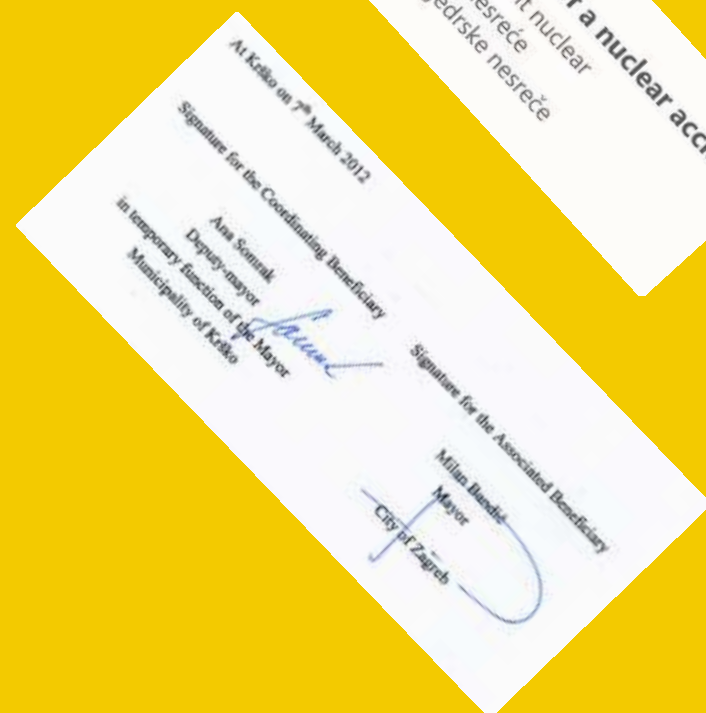 r a nuclear acci
t nuclear
esreće
edrske nesreče
At Krško on 7th March 2012
Signature for the Coordinating Beneficiary
Ana Somrak
Deputy-mayor
in temporary function of the Mayor
Municipality of Krško
Signature for the Associated Beneficiary
Milan Bandić
Mayor
City of Zagreb